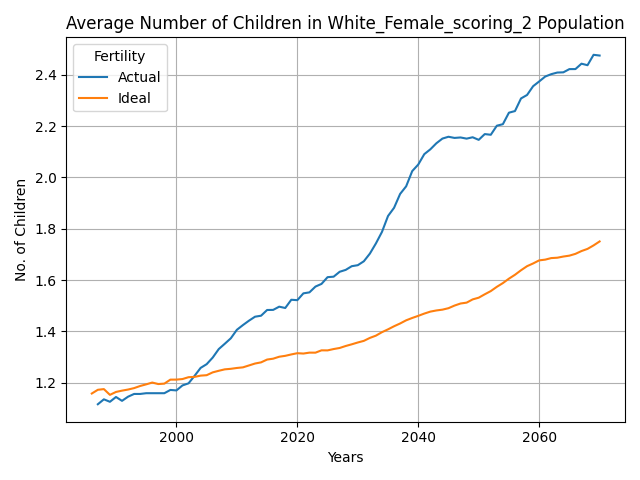 Average Number of Children in White_Female_scoring_2 Population
Fertility
Actual
Ideal
No. of Children
2.4
2.2
2.0
1.8
1.6
1.4
1.2
2000 2020 2040 2060
Years